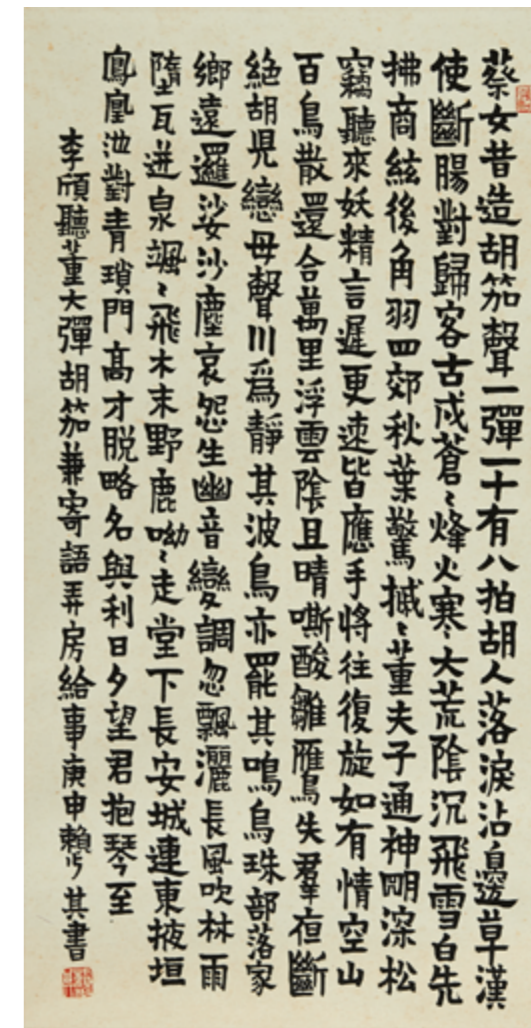 蔡女昔造胡笳聲一彈一十有八拍胡人落淚沾邊草漢
使斷腸對歸客古戍蒼〻烽火寒大荒陰沉飛雪白先
拂商絃後角羽四郊秋葉驚摵〻董夫子通神明深松
竊聽來妖精言遲更速皆應手將往復旋如有情空山
百鳥散還合萬里浮雲陰且晴嘶酸雛雁失羣夜斷
絕胡兒戀母聲川爲靜其波鳥亦罷其鳴烏珠部落家
鄉遠邏娑沙塵哀怨生幽音變調忽飄灑長風吹林雨
墮瓦迸泉颯〻飛木末野鹿呦〻走堂下長安城連東掖垣
鳳凰池對青瑣門高才脫略名與利日夕望君抱琴至
李頎聽董大彈胡笳兼寄語弄房給事庚申賴少其書